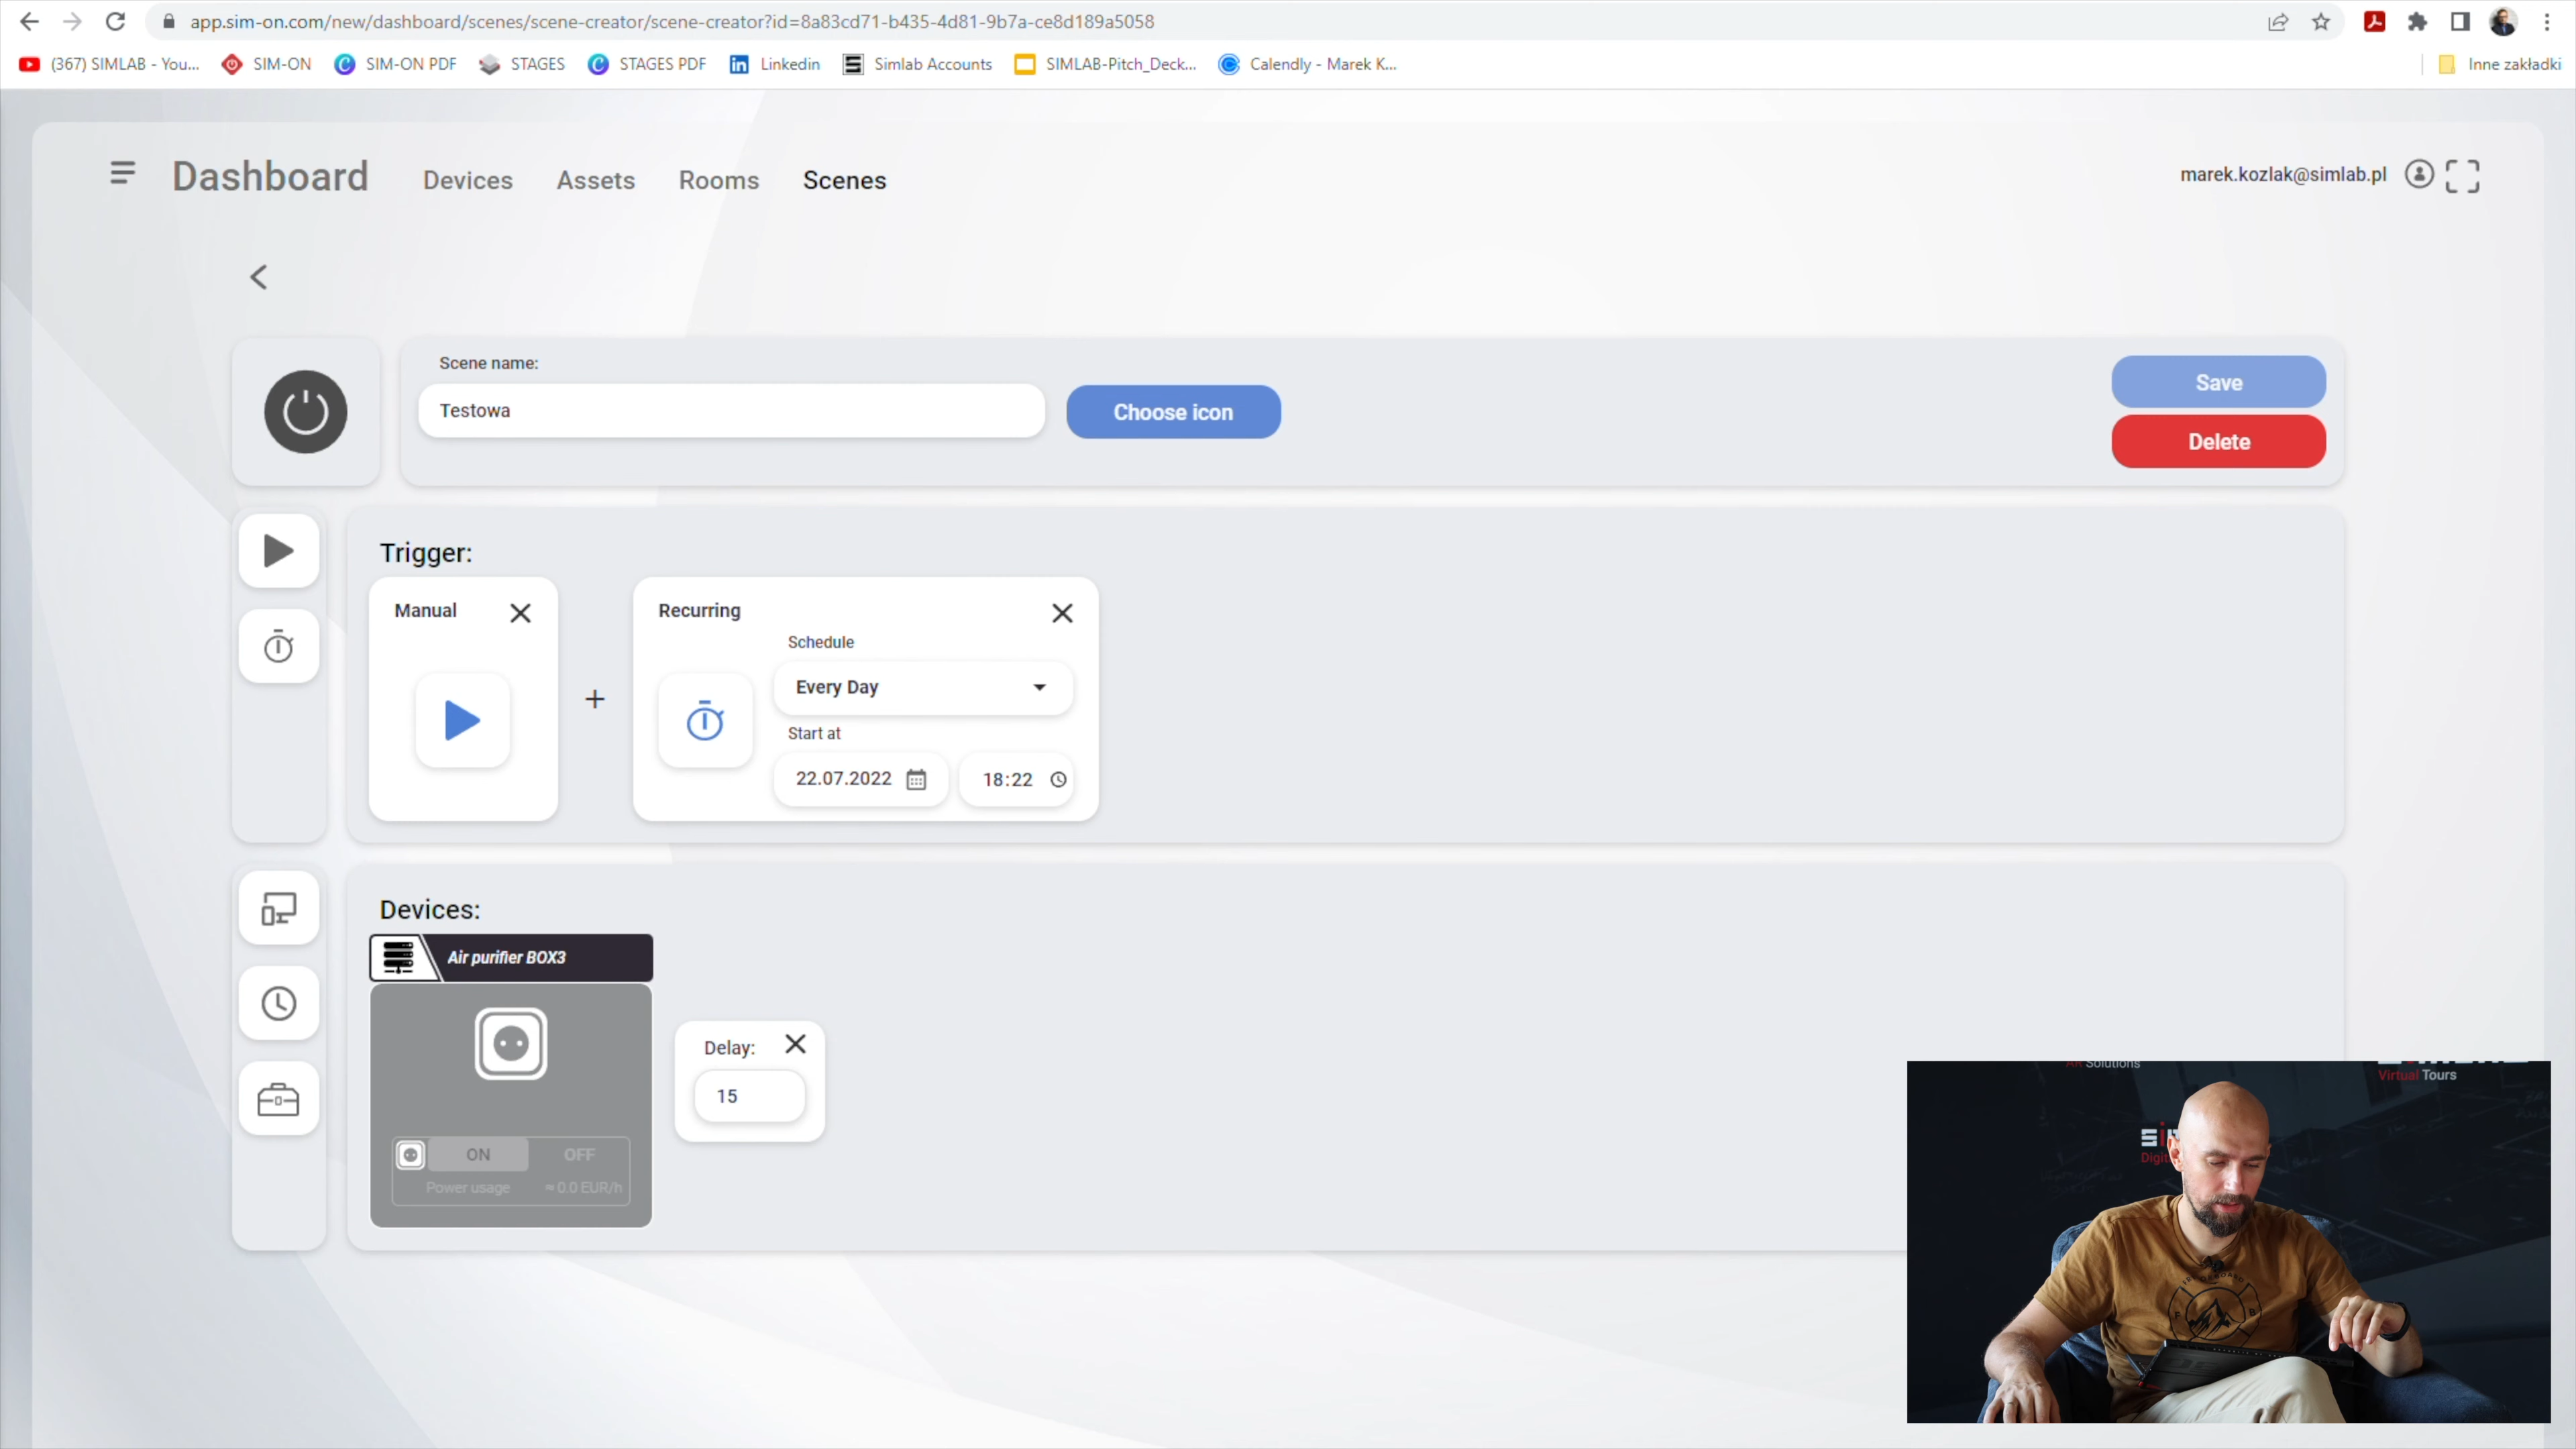 app.sim-on.com/new/dashboard/scenes/scene-creator/scene-creator?id=8a83cd71-b435-4d81-9b7a-ce8d189a5058
(367) SIMLAB - You... SIM-ON SIM-ON PDF STAGES STAGES PDF Linkedin Simlab Accounts SIMLAB-Pitch_Deck... Calendly - Marek K... Inne zakładki
Dashboard Devices Assets Rooms Scenes marek.kozlak@simlab.pl
Scene name:
Testowa
Choose icon
Save
Delete
Trigger:
Manual
+
Recurring
Schedule
Every Day
Start at
22.07.2022 18:22
Devices:
Air purifier BOX3
ON OFF
Power usage ≈0.0 EUR/h
Delay:
15
Solutions
Virtual Tours